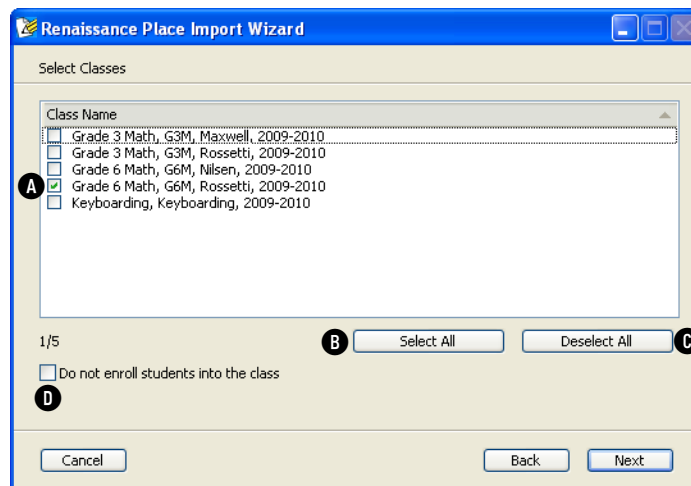 Renaissance Place Import Wizard
Select Classes
Class Name
Grade 3 Math, G3M, Maxwell, 2009-2010
Grade 3 Math, G3M, Rossetti, 2009-2010
Grade 6 Math, G6M, Nilsen, 2009-2010
A Grade 6 Math, G6M, Rossetti, 2009-2010
Keyboarding, Keyboarding, 2009-2010
1/5 B Select All Deselect All C
Do not enroll students into the class
D
Cancel Back Next